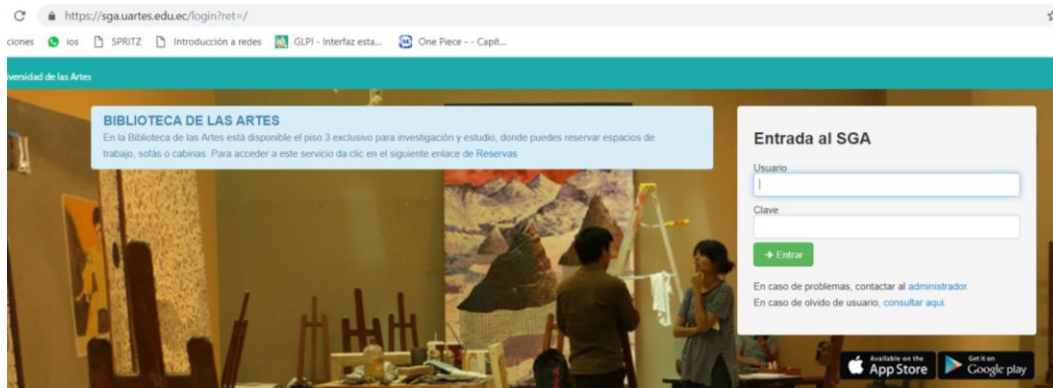 https://sga.uartes.edu.ec/login?ret=/
ciones ios SPRITZ Introducción a redes GLPI - Interfaz esta... One Piece - - Capít...
iversidad de las Artes
BIBLIOTECA DE LAS ARTES
En la Biblioteca de las Artes está disponible el piso 3 exclusivo para investigación y estudio, donde puedes reservar espacios de
trabajo, sofás o cabinas. Para acceder a este servicio da clic en el siguiente enlace de Reservas
Entrada al SGA
Usuario
Clave
Entrar
En caso de problemas, contactar al administrador.
En caso de olvido de usuario, consultar aqui.
Available on the
App Store
Get it on
Google play